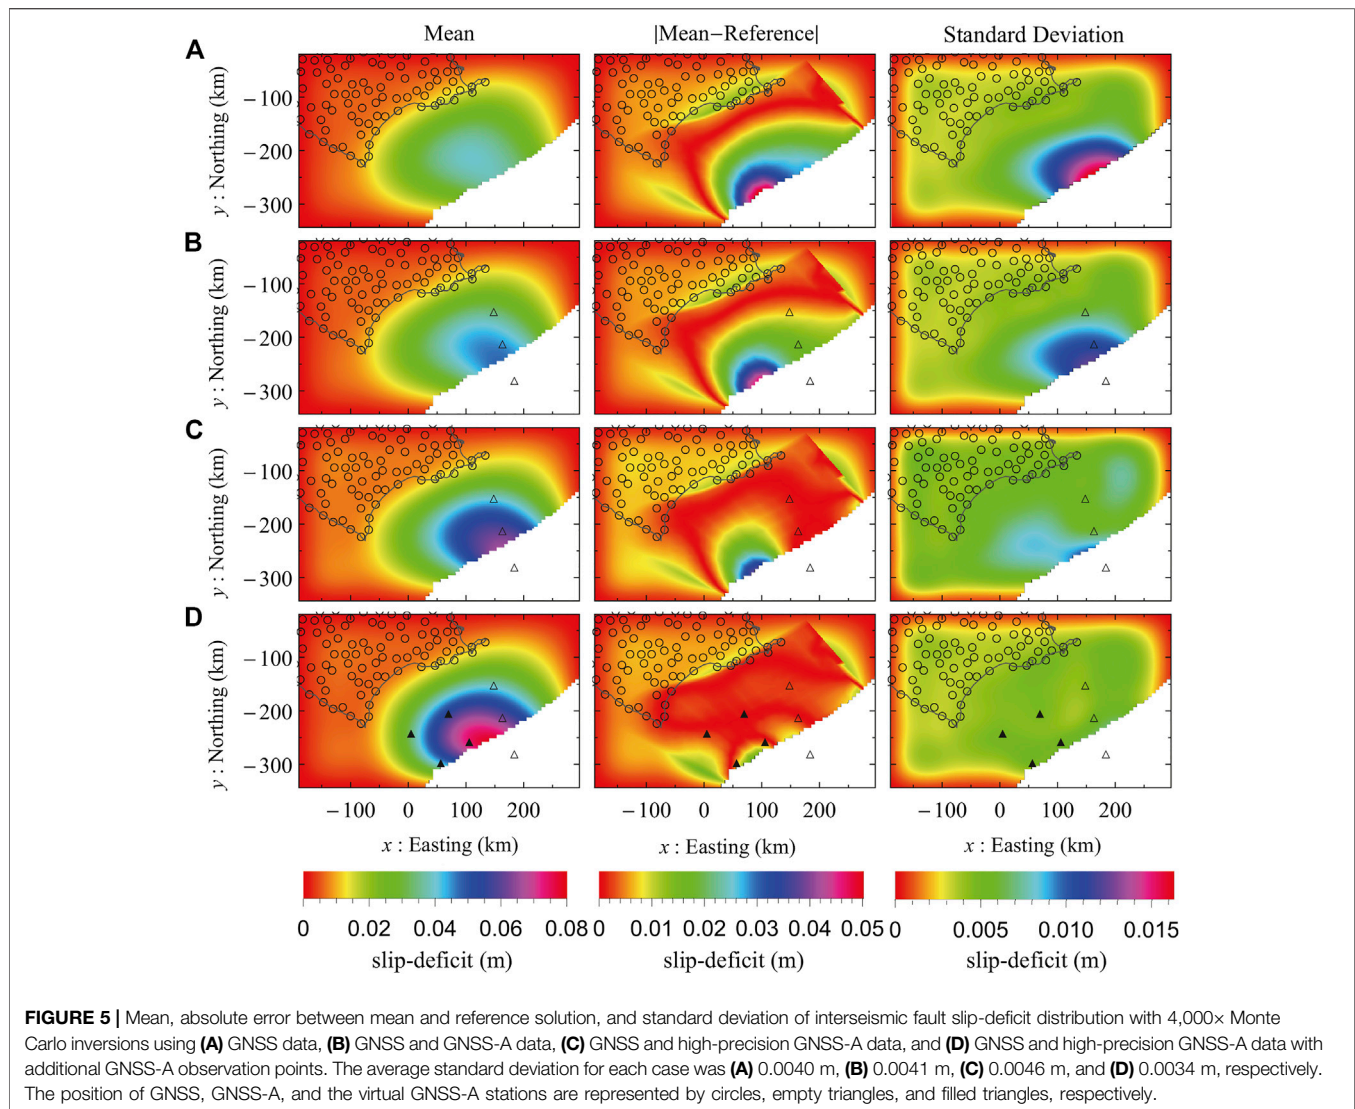 Mean
|Mean−Reference|
Standard Deviation
A
y : Northing (km)
−100
−200
−300
B
y : Northing (km)
−100
−200
−300
C
y : Northing (km)
−100
−200
−300
D
y : Northing (km)
−100
−200
−300
−100 0 100 200
−100 0 100 200
−100 0 100 200
x : Easting (km)
x : Easting (km)
x : Easting (km)
0 0.02 0.04 0.06 0.08
0 0.01 0.02 0.03 0.04 0.05
0 0.005 0.010 0.015
slip-deficit (m)
slip-deficit (m)
slip-deficit (m)
FIGURE 5 | Mean, absolute error between mean and reference solution, and standard deviation of interseismic fault slip-deficit distribution with 4,000× Monte
Carlo inversions using (A) GNSS data, (B) GNSS and GNSS-A data, (C) GNSS and high-precision GNSS-A data, and (D) GNSS and high-precision GNSS-A data with
additional GNSS-A observation points. The average standard deviation for each case was (A) 0.0040 m, (B) 0.0041 m, (C) 0.0046 m, and (D) 0.0034 m, respectively.
The position of GNSS, GNSS-A, and the virtual GNSS-A stations are represented by circles, empty triangles, and filled triangles, respectively.